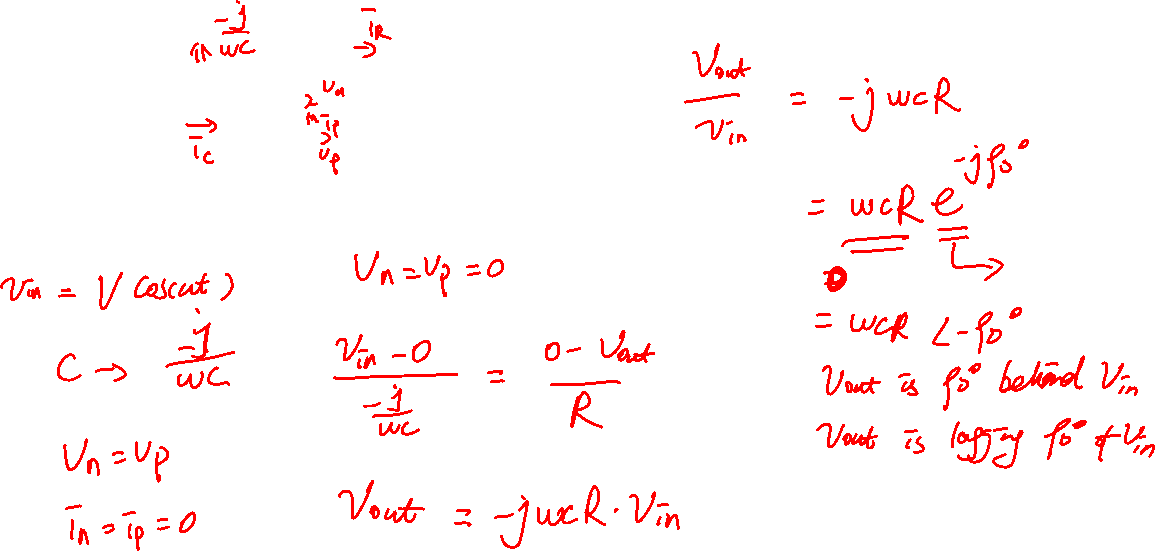 -j/ωC
i_R
i_n
i_C
v_n
i_p
v_p
v_in = V cos(ωt)
C → -j/ωC
v_n = v_p
i_n = i_p = 0
v_n = v_p = 0
(v_in - 0)/(-j/ωC) = (0 - v_out)/R
v_out = -jωCR · v_in
v_out/v_in = -jωCR
= ωCR e^{-j90°}
= ωCR ∠-90°
v_out is 90° behind v_in
v_out is lagging 90° of v_in